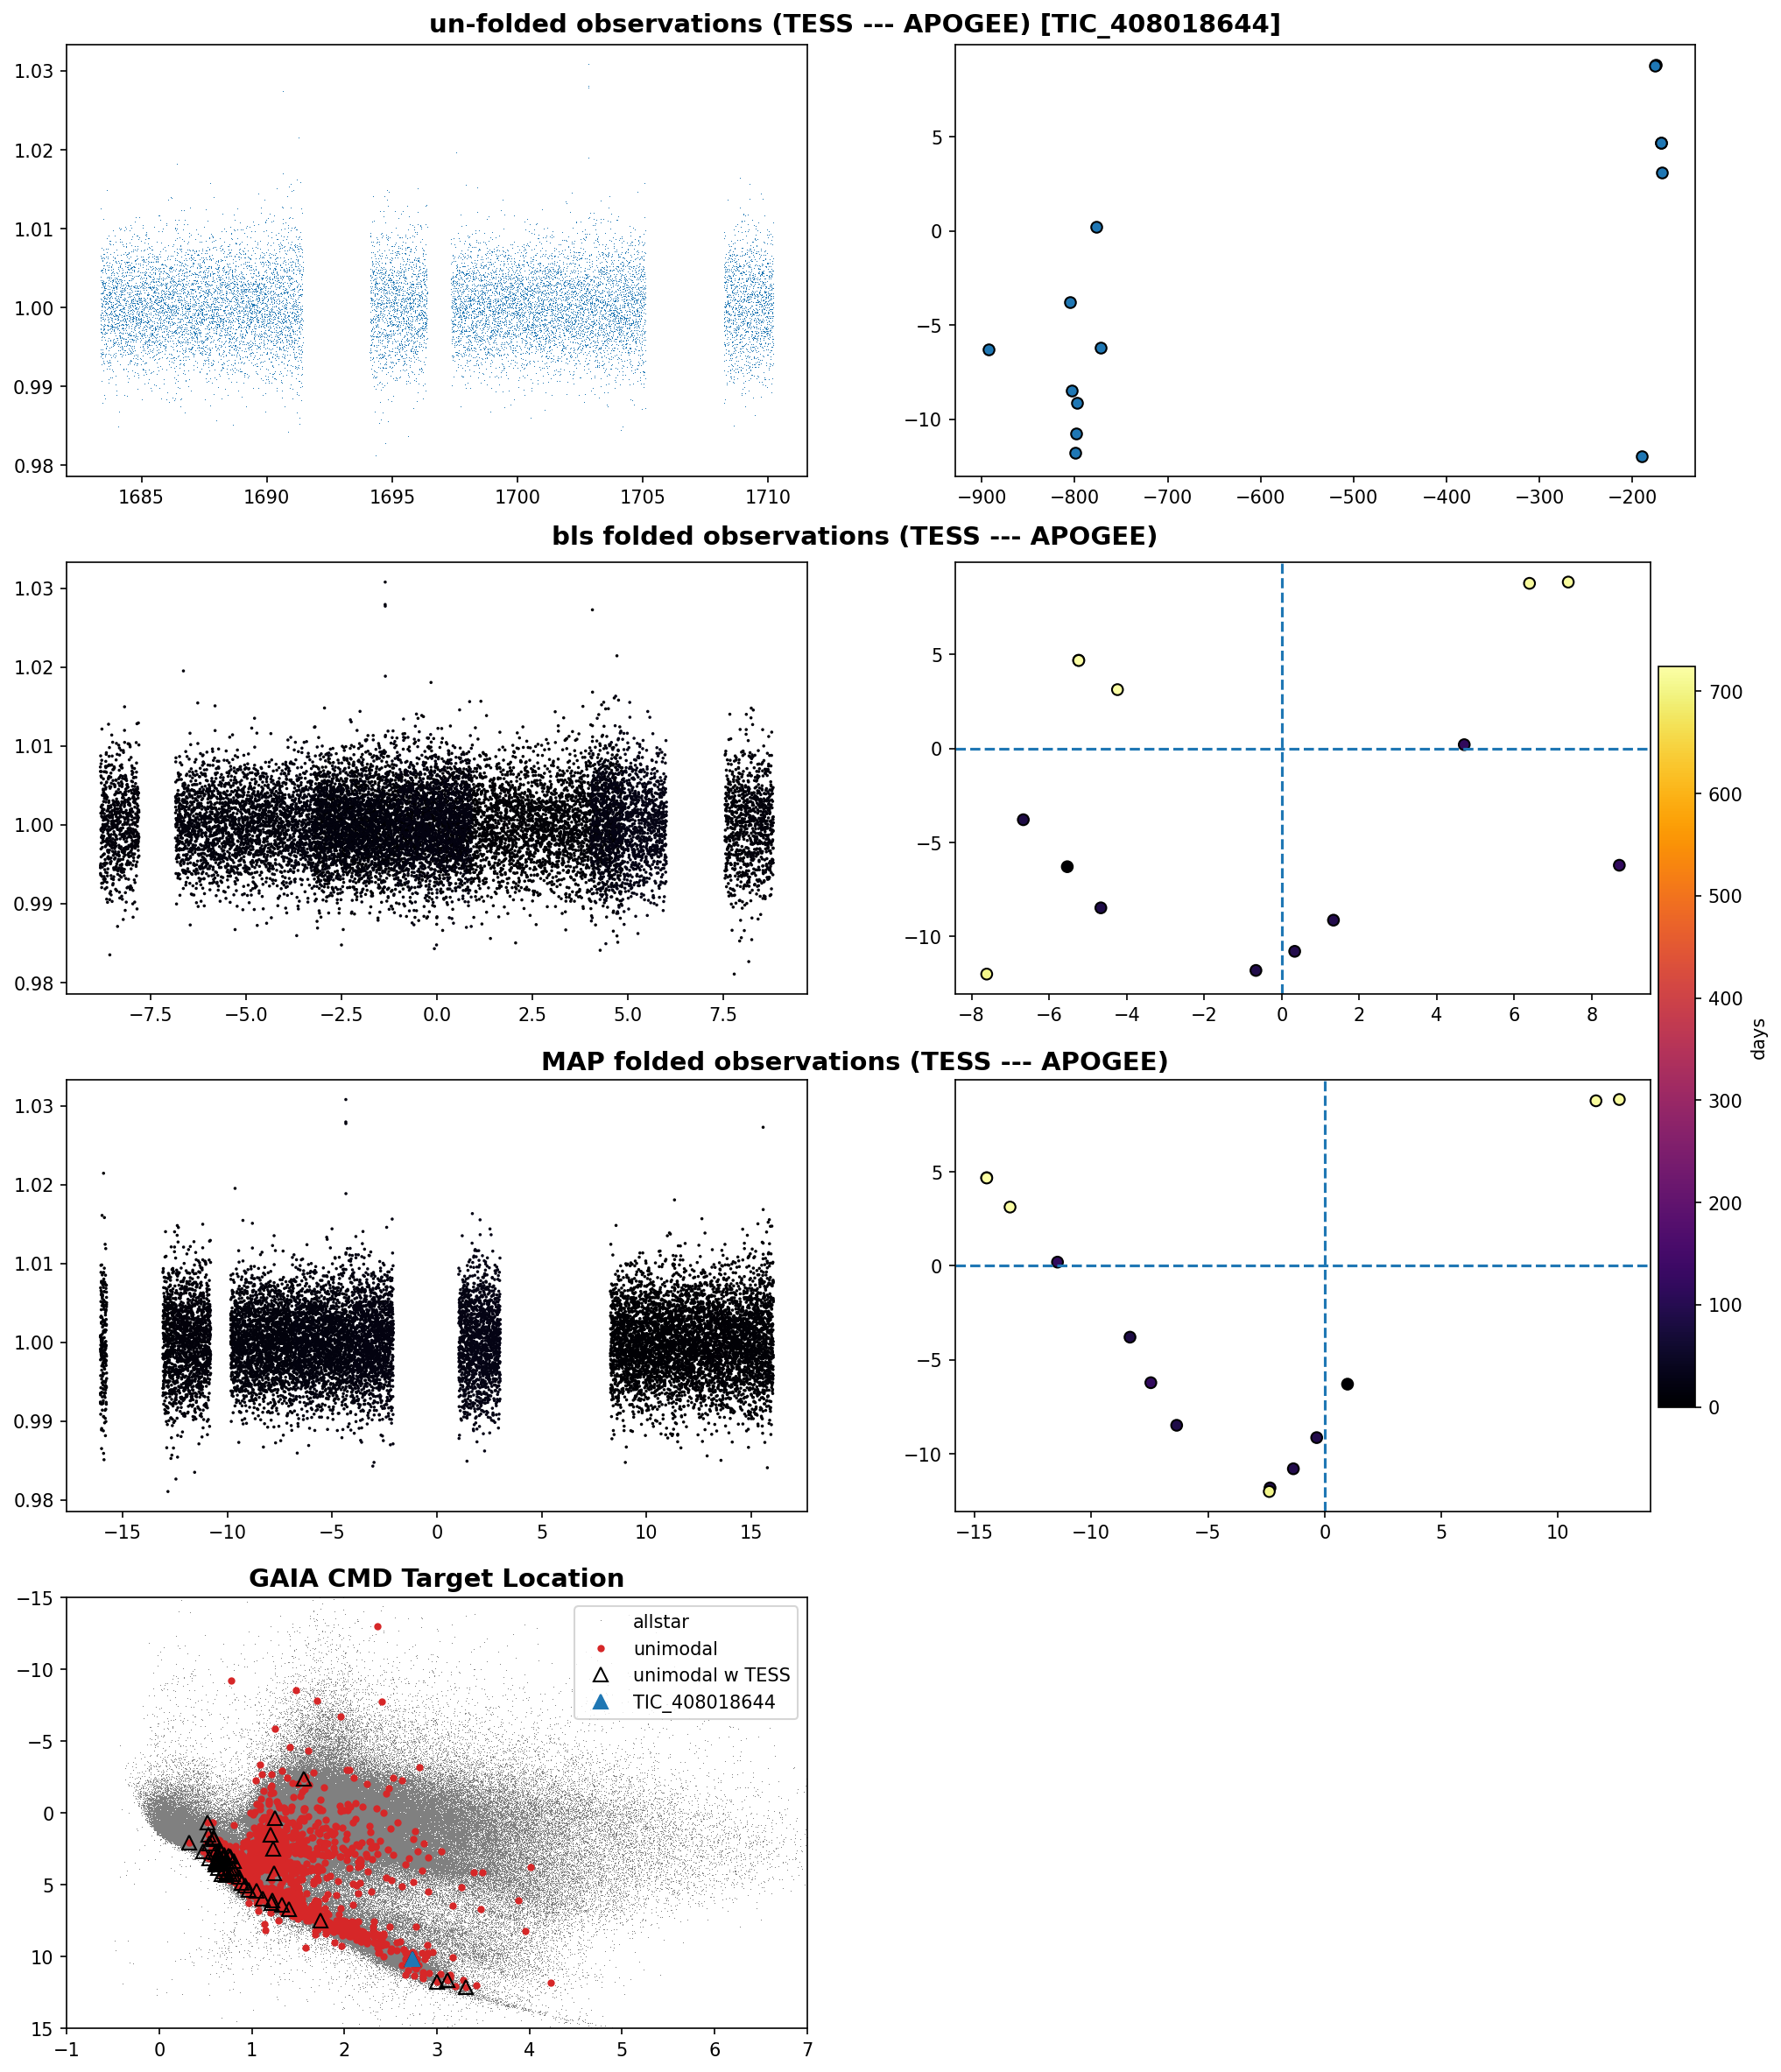 un-folded observations (TESS --- APOGEE) [TIC_408018644]
1.03
1.02
1.01
1.00
0.99
0.98
1685 1690 1695 1700 1705 1710
5
0
−5
−10
−900 −800 −700 −600 −500 −400 −300 −200
bls folded observations (TESS --- APOGEE)
1.03
1.02
1.01
1.00
0.99
0.98
−7.5 −5.0 −2.5 0.0 2.5 5.0 7.5
5
0
−5
−10
−8 −6 −4 −2 0 2 4 6 8
700
600
500
400
300
200
100
0
days
MAP folded observations (TESS --- APOGEE)
1.03
1.02
1.01
1.00
0.99
0.98
−15 −10 −5 0 5 10 15
5
0
−5
−10
−15 −10 −5 0 5 10
GAIA CMD Target Location
−15
−10
−5
0
5
10
15
−1 0 1 2 3 4 5 6 7
allstar
unimodal
unimodal w TESS
TIC_408018644